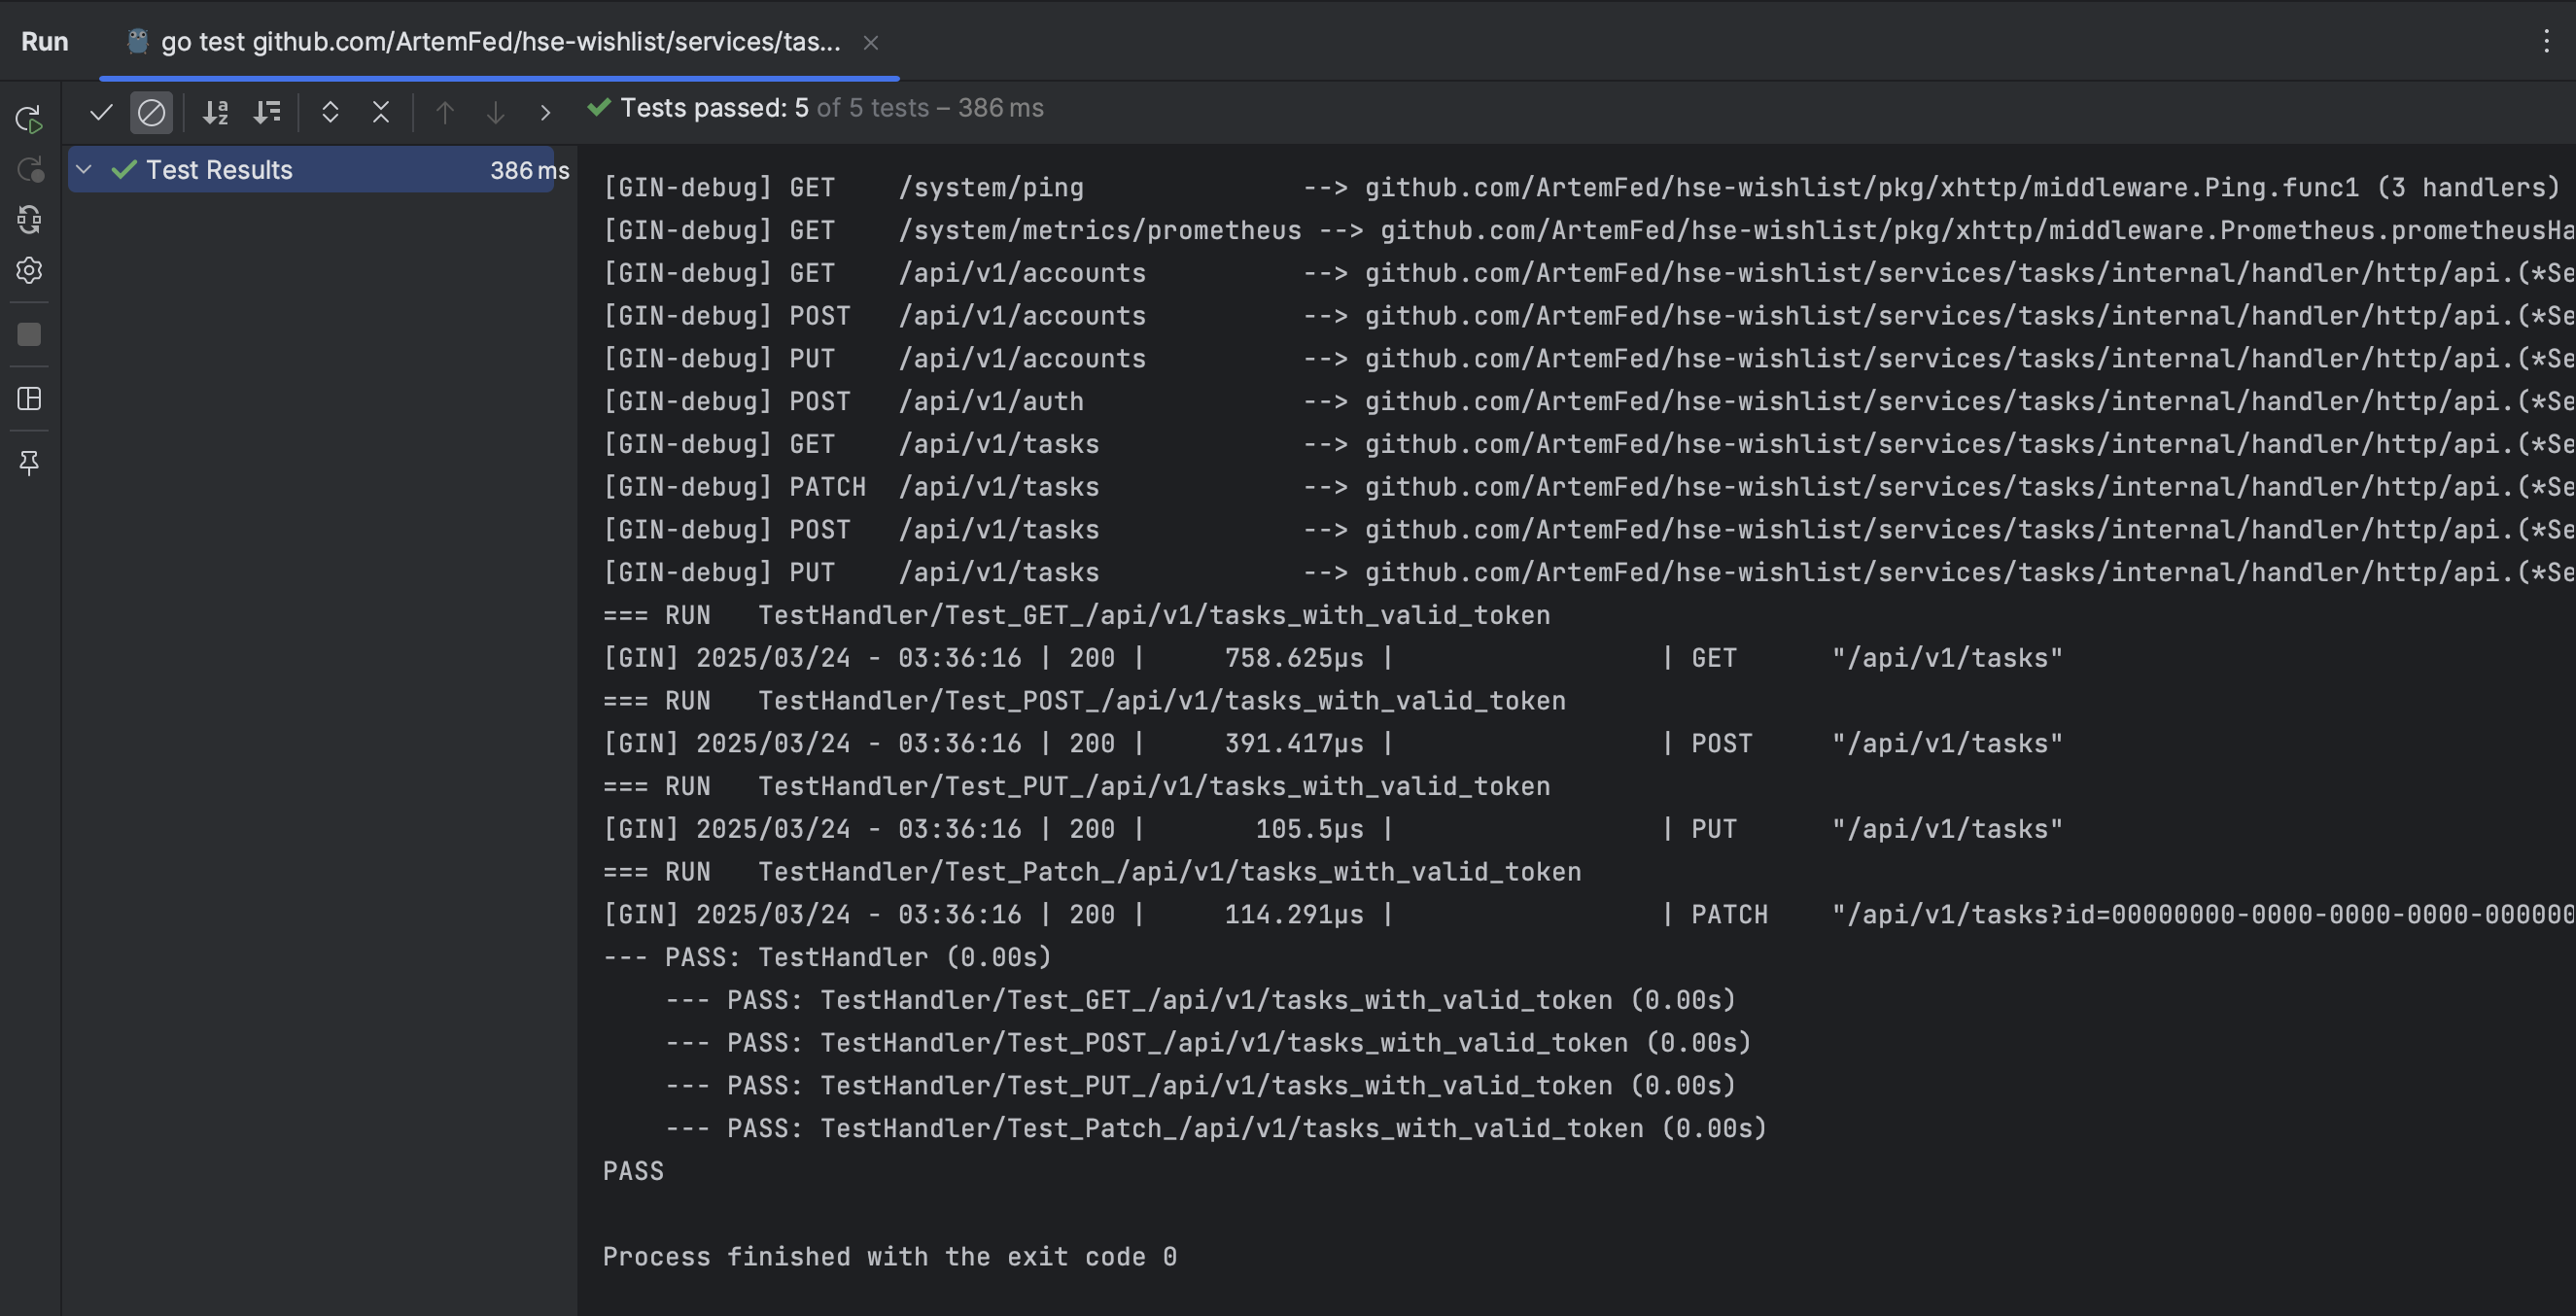 Run go test github.com/ArtemFed/hse-wishlist/services/tas...
Tests passed: 5 of 5 tests – 386 ms
Test Results 386 ms
[GIN-debug] GET    /system/ping              --> github.com/ArtemFed/hse-wishlist/pkg/xhttp/middleware.Ping.func1 (3 handlers)
[GIN-debug] GET    /system/metrics/prometheus --> github.com/ArtemFed/hse-wishlist/pkg/xhttp/middleware.Prometheus.prometheusHa
[GIN-debug] GET    /api/v1/accounts          --> github.com/ArtemFed/hse-wishlist/services/tasks/internal/handler/http/api.(*Se
[GIN-debug] POST   /api/v1/accounts          --> github.com/ArtemFed/hse-wishlist/services/tasks/internal/handler/http/api.(*Se
[GIN-debug] PUT    /api/v1/accounts          --> github.com/ArtemFed/hse-wishlist/services/tasks/internal/handler/http/api.(*Se
[GIN-debug] POST   /api/v1/auth              --> github.com/ArtemFed/hse-wishlist/services/tasks/internal/handler/http/api.(*Se
[GIN-debug] GET    /api/v1/tasks             --> github.com/ArtemFed/hse-wishlist/services/tasks/internal/handler/http/api.(*Se
[GIN-debug] PATCH  /api/v1/tasks             --> github.com/ArtemFed/hse-wishlist/services/tasks/internal/handler/http/api.(*Se
[GIN-debug] POST   /api/v1/tasks             --> github.com/ArtemFed/hse-wishlist/services/tasks/internal/handler/http/api.(*Se
[GIN-debug] PUT    /api/v1/tasks             --> github.com/ArtemFed/hse-wishlist/services/tasks/internal/handler/http/api.(*Se
=== RUN   TestHandler/Test_GET_/api/v1/tasks_with_valid_token
[GIN] 2025/03/24 - 03:36:16 | 200 |     758.625µs |                 | GET      "/api/v1/tasks"
=== RUN   TestHandler/Test_POST_/api/v1/tasks_with_valid_token
[GIN] 2025/03/24 - 03:36:16 | 200 |     391.417µs |                 | POST     "/api/v1/tasks"
=== RUN   TestHandler/Test_PUT_/api/v1/tasks_with_valid_token
[GIN] 2025/03/24 - 03:36:16 | 200 |       105.5µs |                 | PUT      "/api/v1/tasks"
=== RUN   TestHandler/Test_Patch_/api/v1/tasks_with_valid_token
[GIN] 2025/03/24 - 03:36:16 | 200 |     114.291µs |                 | PATCH    "/api/v1/tasks?id=00000000-0000-0000-0000-000000
--- PASS: TestHandler (0.00s)
    --- PASS: TestHandler/Test_GET_/api/v1/tasks_with_valid_token (0.00s)
    --- PASS: TestHandler/Test_POST_/api/v1/tasks_with_valid_token (0.00s)
    --- PASS: TestHandler/Test_PUT_/api/v1/tasks_with_valid_token (0.00s)
    --- PASS: TestHandler/Test_Patch_/api/v1/tasks_with_valid_token (0.00s)
PASS
Process finished with the exit code 0